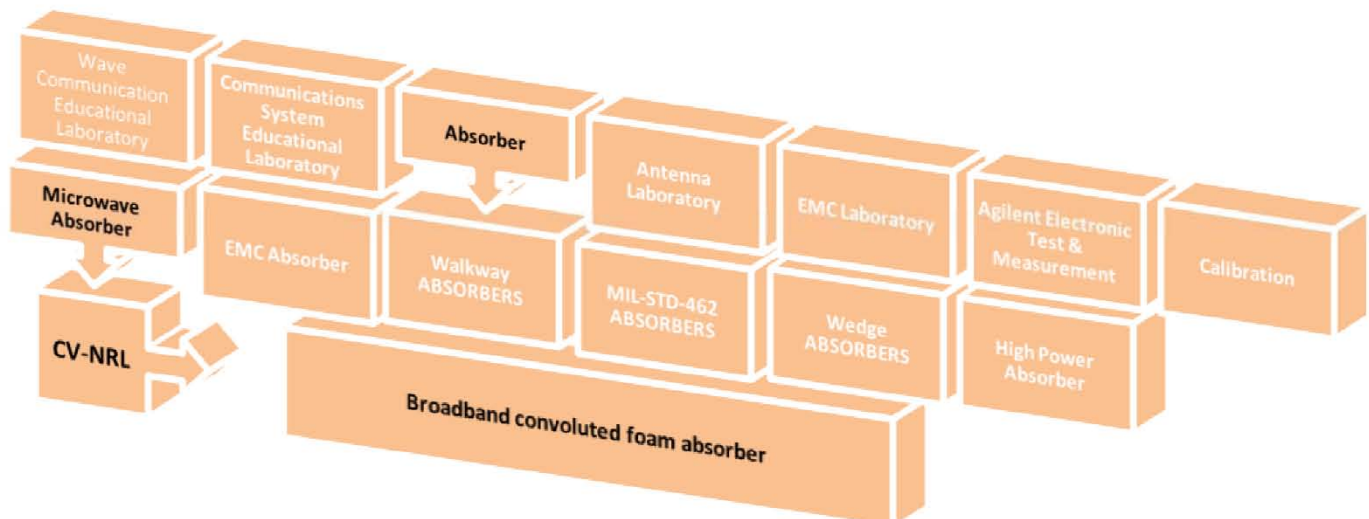 Wave
Communication
Educational
Laboratory
Communications
System
Educational
Laboratory
Absorber
Antenna
Laboratory
EMC Laboratory
Agilent Electronic
Test &
Measurement
Calibration
Microwave
Absorber
EMC Absorber
Walkway
ABSORBERS
MIL-STD-462
ABSORBERS
Wedge
ABSORBERS
High Power
Absorber
CV-NRL
Broadband convoluted foam absorber